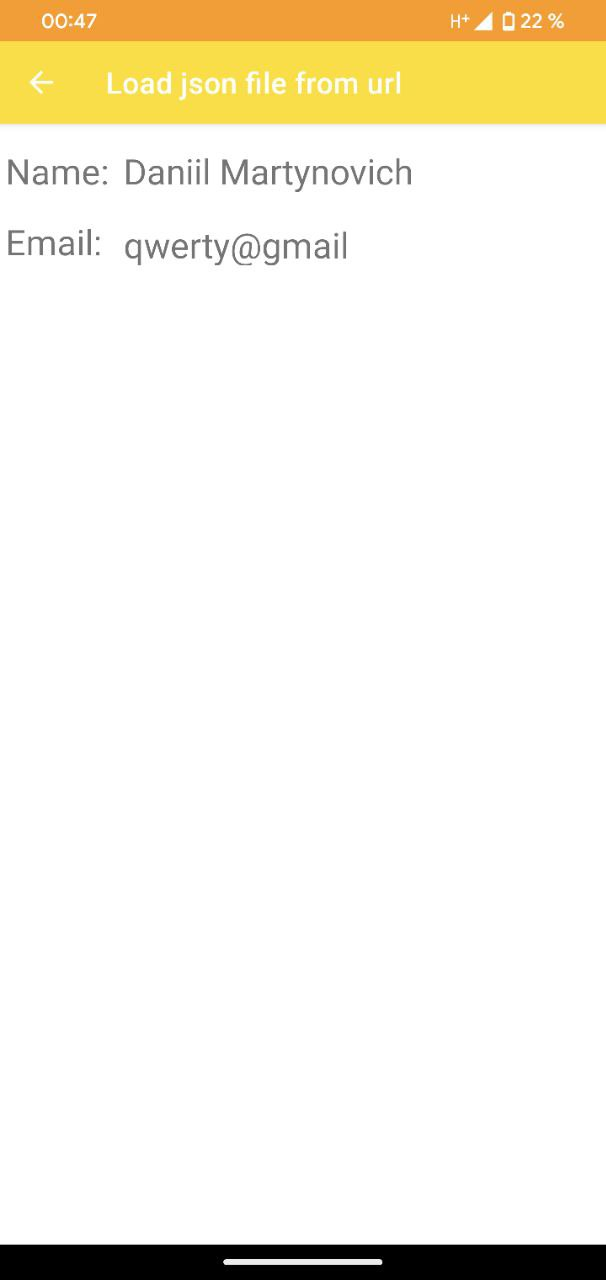 00:47 H+ 22 %
Load json file from url
Name: Daniil Martynovich
Email: qwerty@gmail